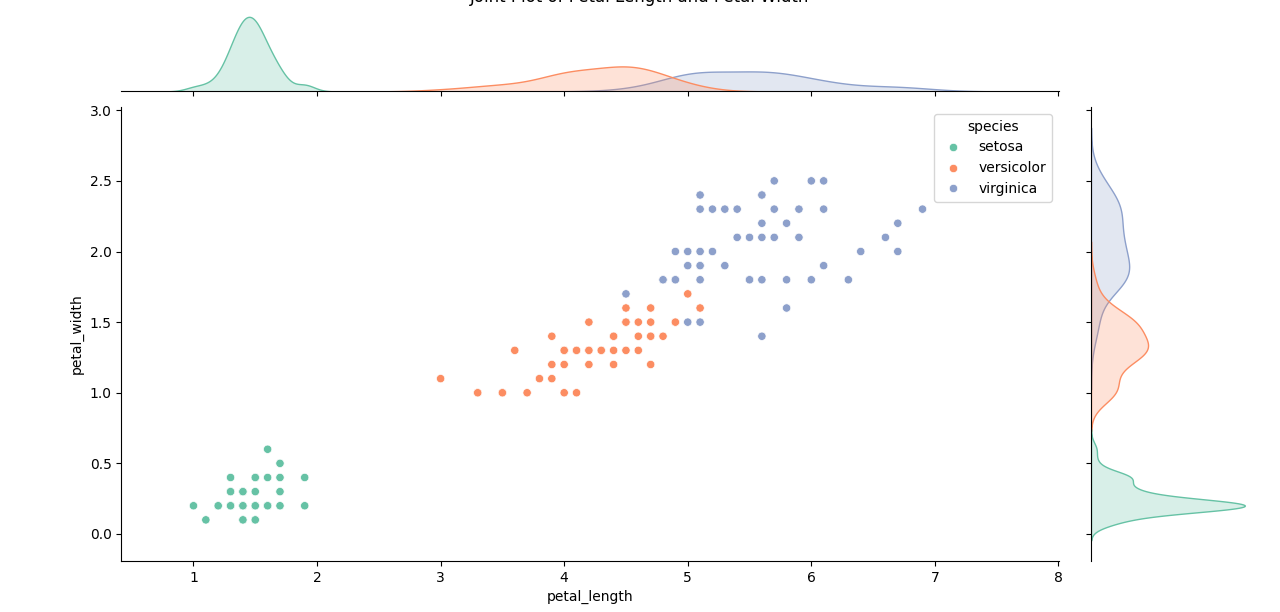 Joint Plot of Petal Length and Petal Width
3.0
species
setosa
versicolor
virginica
2.5
2.0
1.5
1.0
0.5
0.0
petal_width
1 2 3 4 5 6 7 8
petal_length